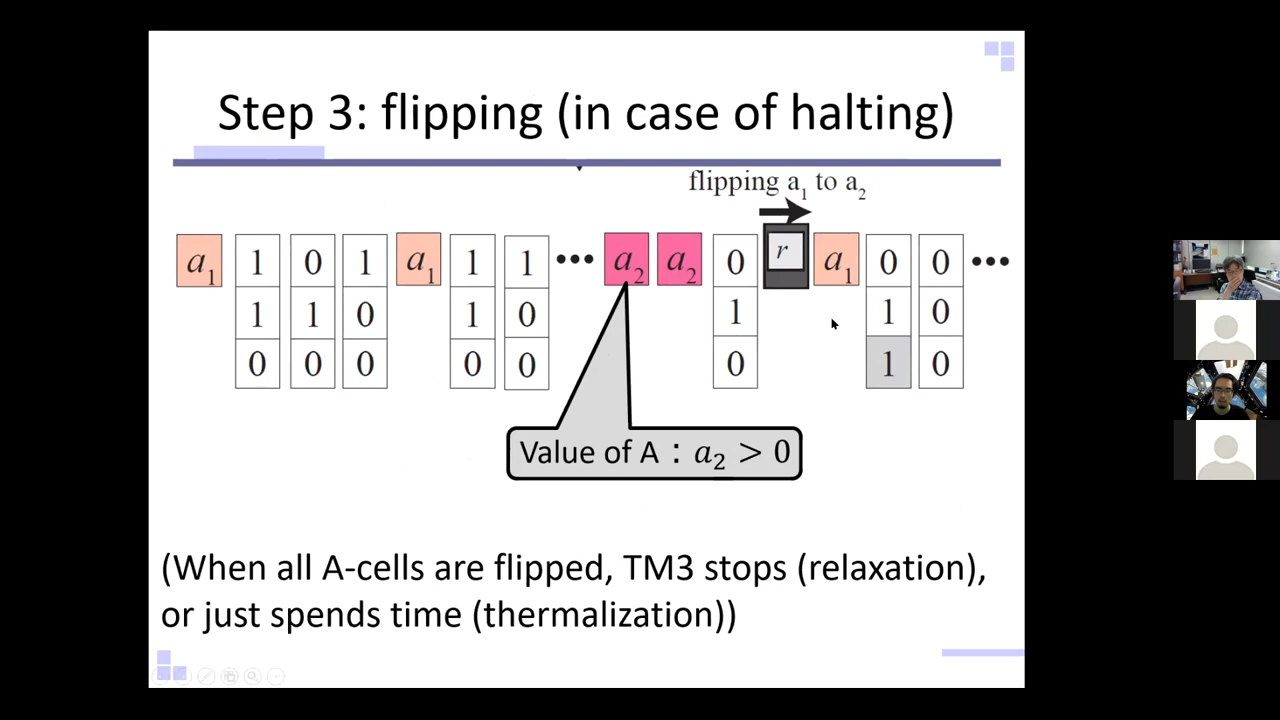 Step 3: flipping (in case of halting)
flipping a₁ to a₂
a₁ 1 0 1 a₁ 1 1 ••• a₂ a₂ 0 r a₁ 0 0 •••
1 1 0 1 0 1 1 0
0 0 0 0 0 0 1 0
Value of A : a₂ > 0
(When all A-cells are flipped, TM3 stops (relaxation),
or just spends time (thermalization))